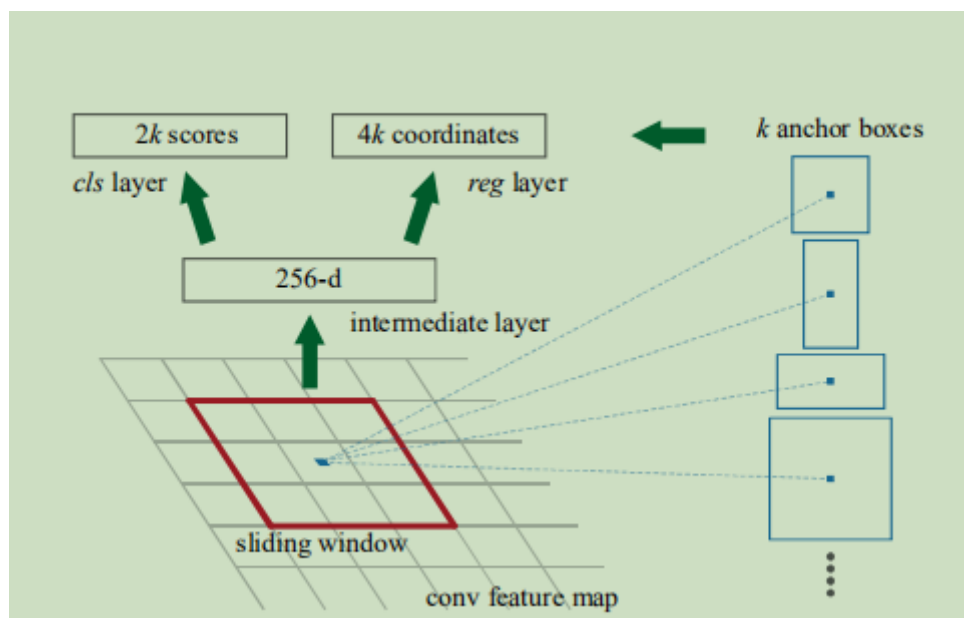 2k scores
4k coordinates
k anchor boxes
cls layer
reg layer
256-d
intermediate layer
sliding window
conv feature map